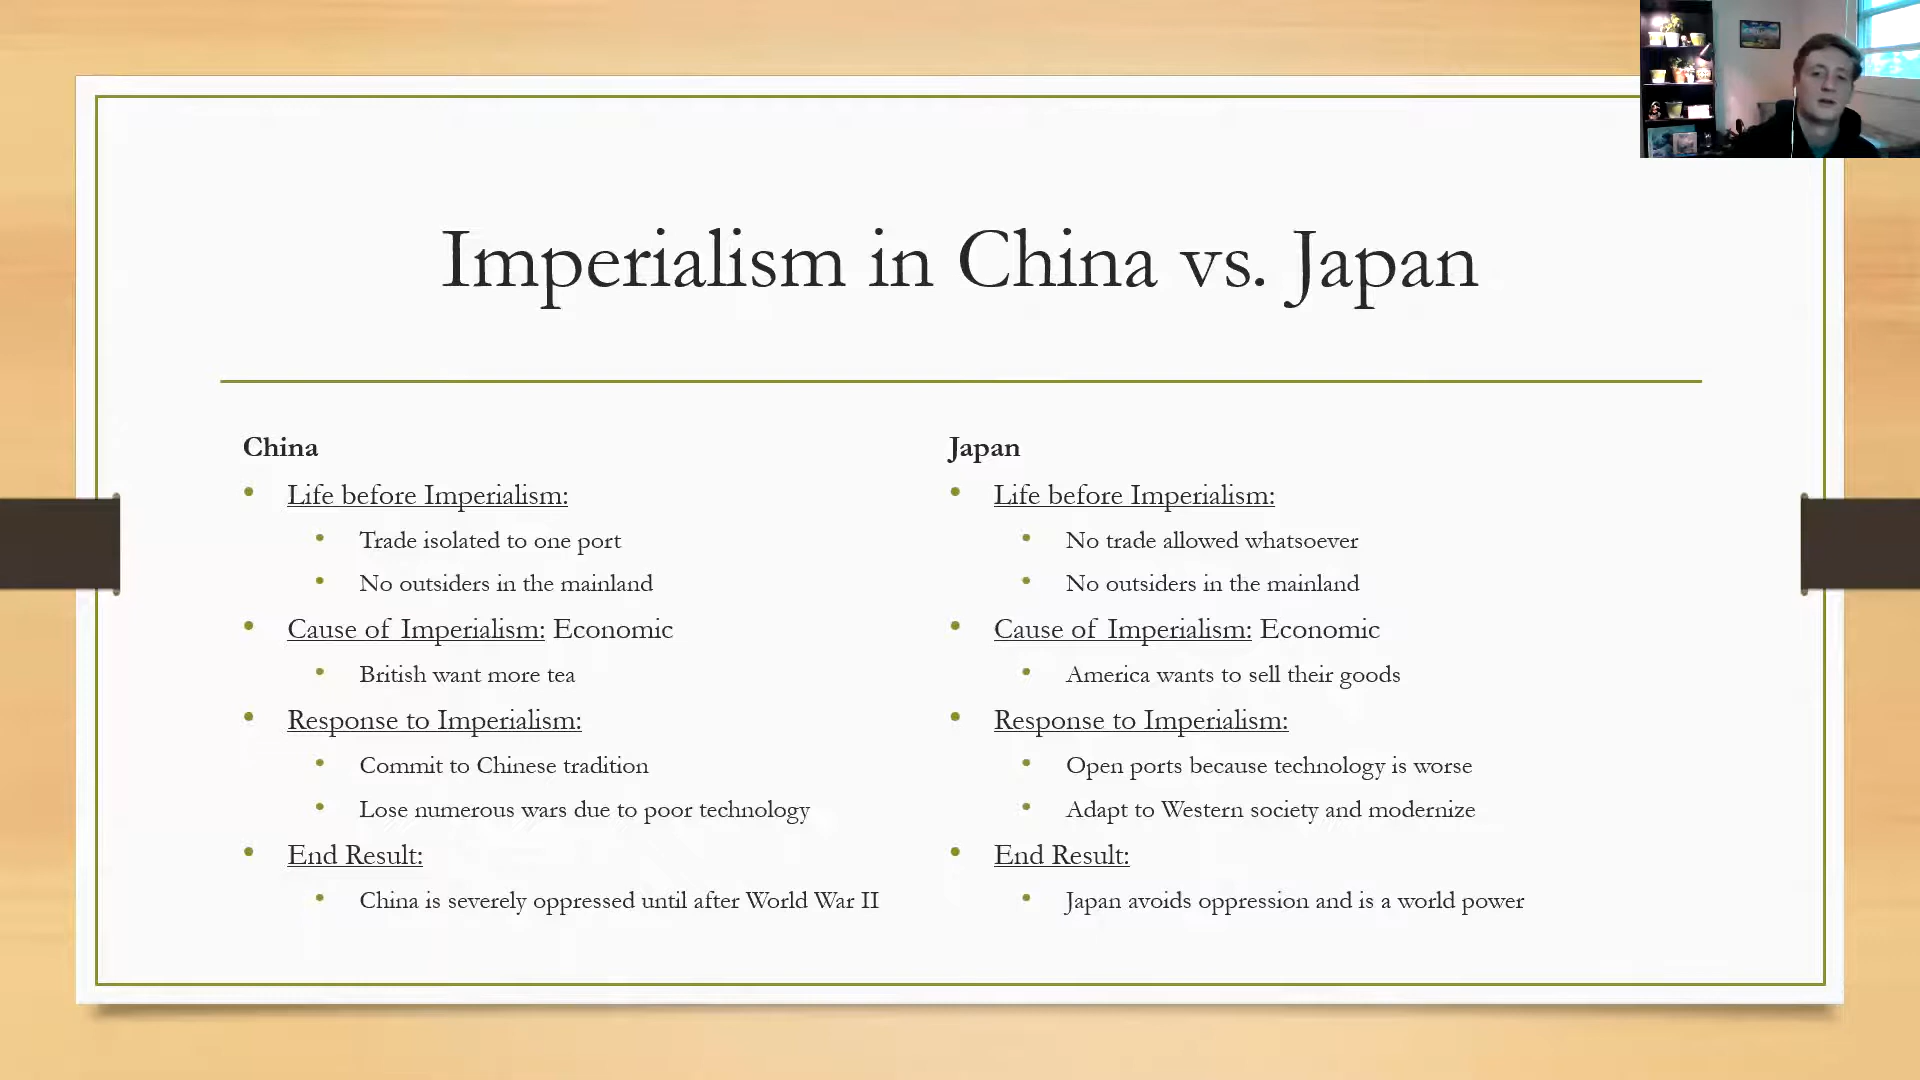 Imperialism in China vs. Japan
China
Life before Imperialism:
Trade isolated to one port
No outsiders in the mainland
Cause of Imperialism: Economic
British want more tea
Response to Imperialism:
Commit to Chinese tradition
Lose numerous wars due to poor technology
End Result:
China is severely oppressed until after World War II
Japan
Life before Imperialism:
No trade allowed whatsoever
No outsiders in the mainland
Cause of Imperialism: Economic
America wants to sell their goods
Response to Imperialism:
Open ports because technology is worse
Adapt to Western society and modernize
End Result:
Japan avoids oppression and is a world power